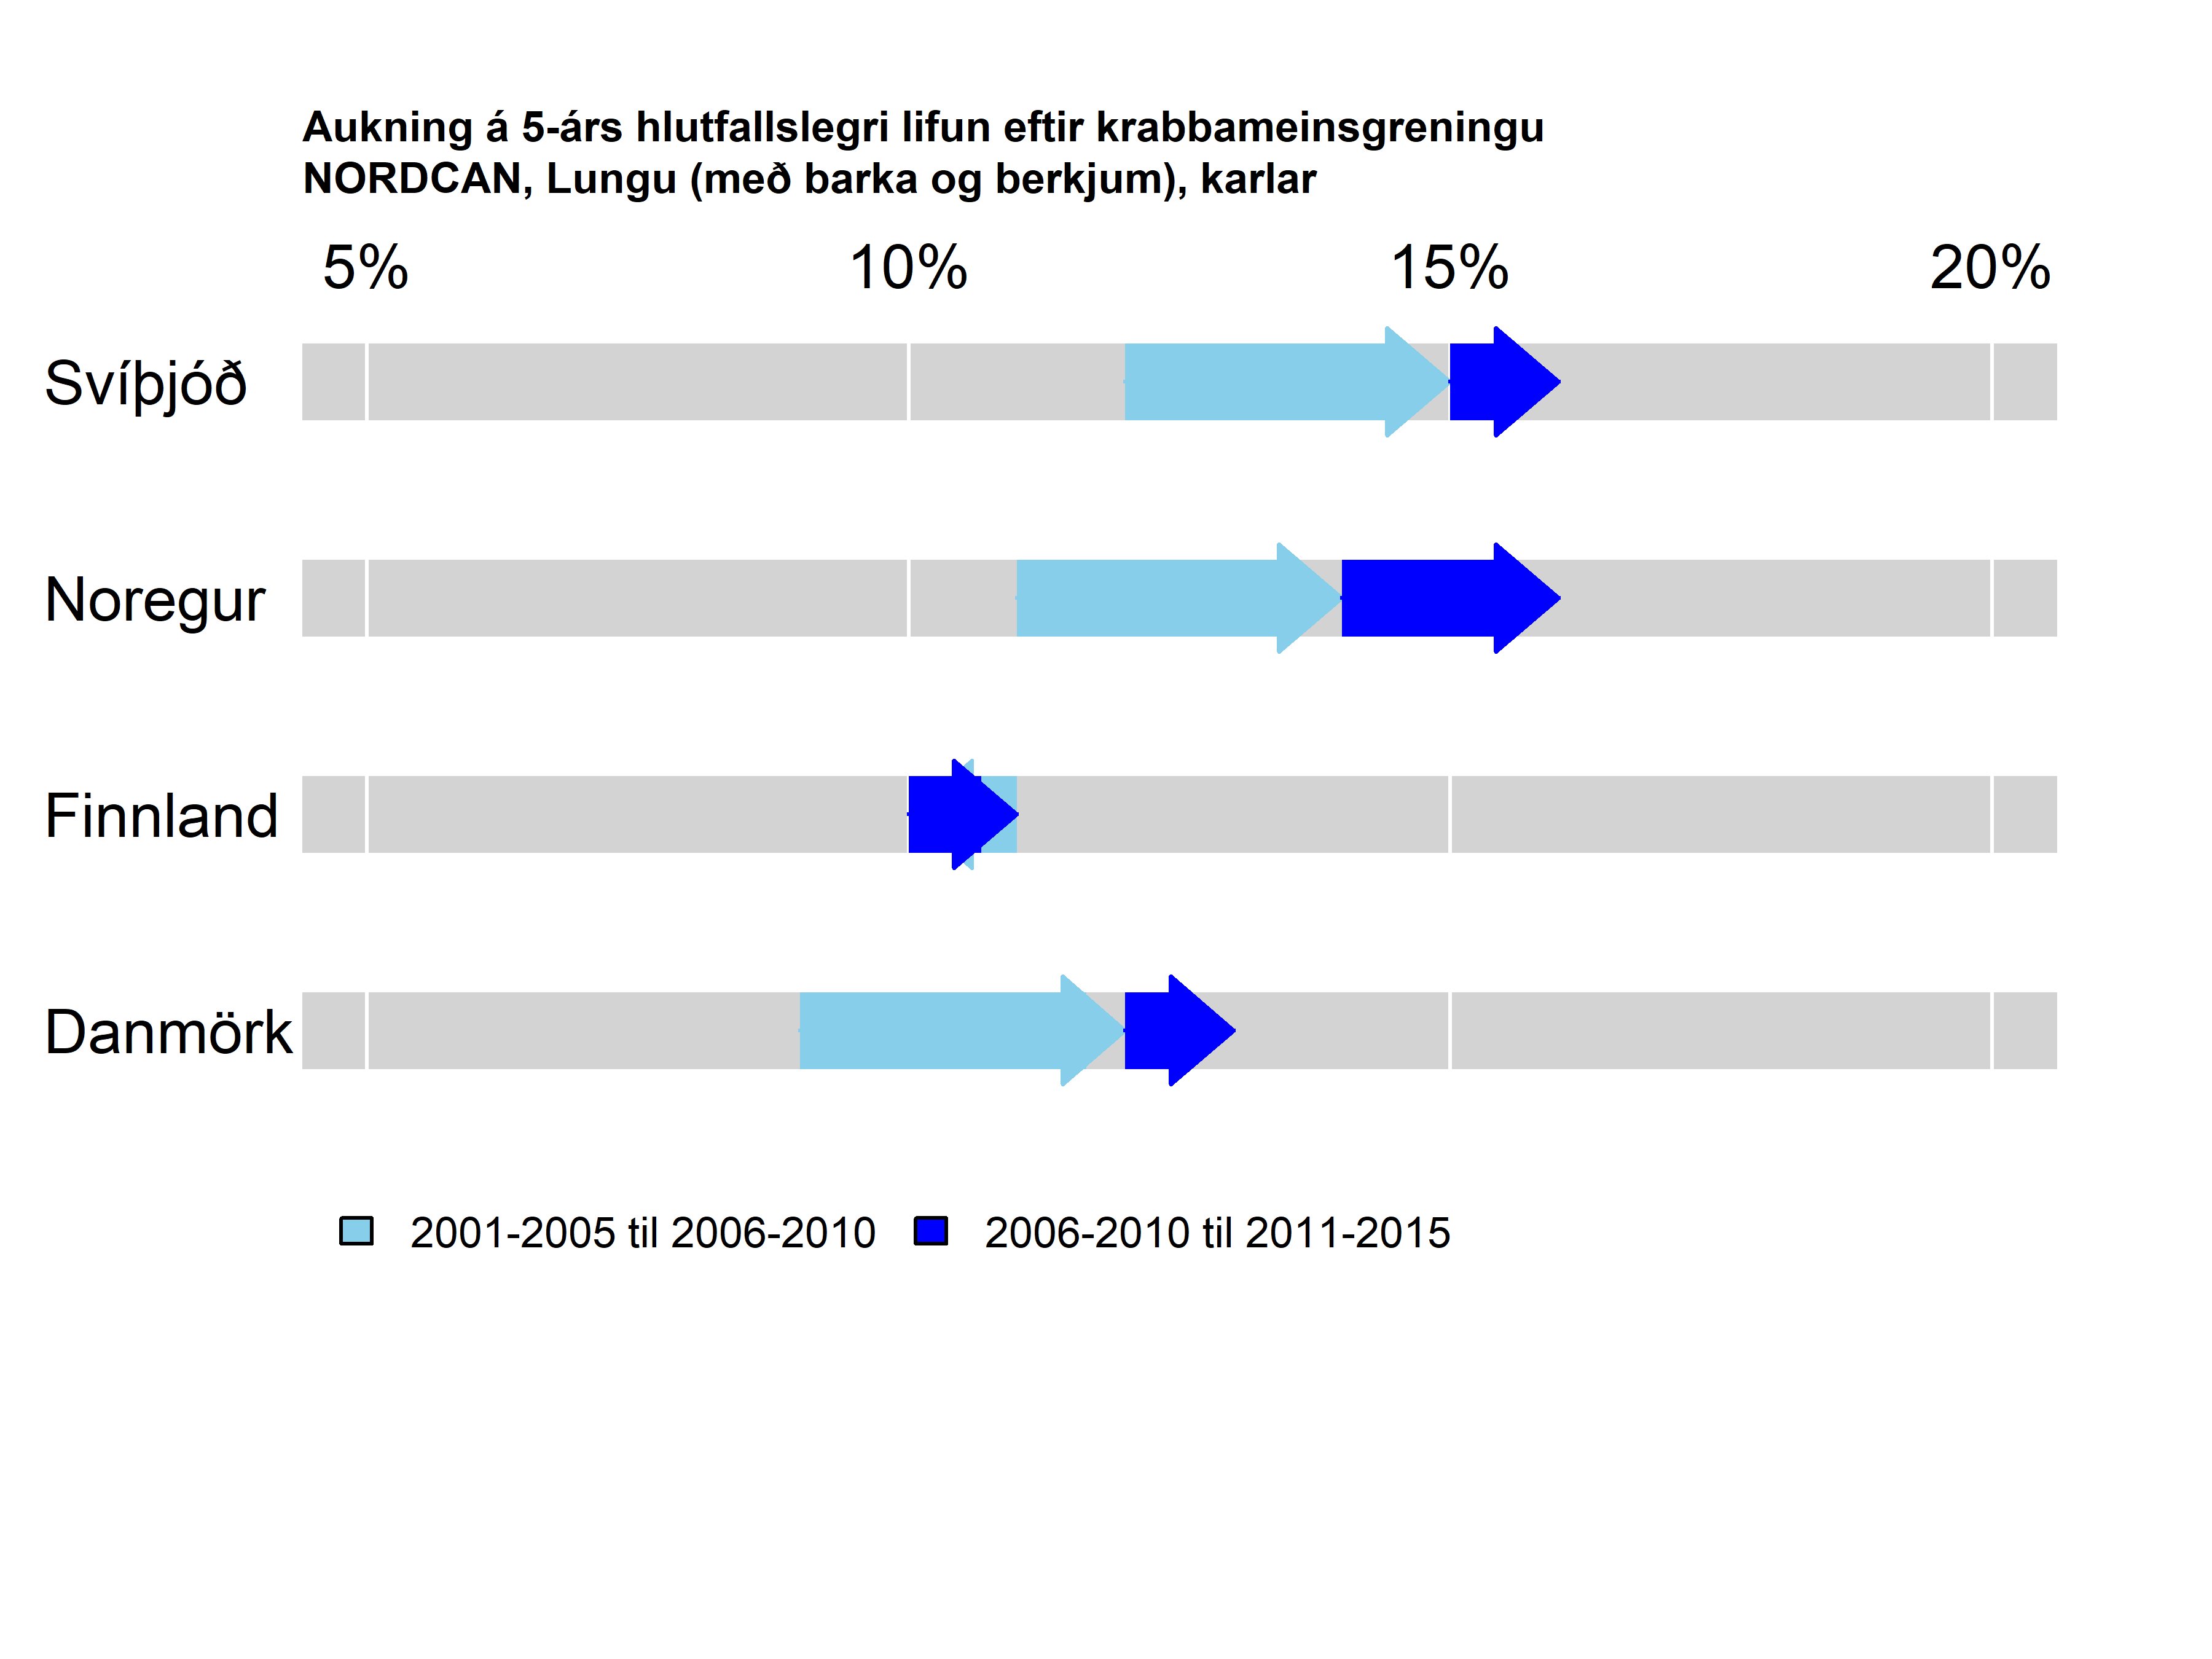 Aukning á 5-árs hlutfallslegri lifun eftir krabbameinsgreningu
NORDCAN, Lungu (með barka og berkjum), karlar
5% 10% 15% 20%
Svíþjóð
Noregur
Finnland
Danmörk
2001-2005 til 2006-2010 2006-2010 til 2011-2015